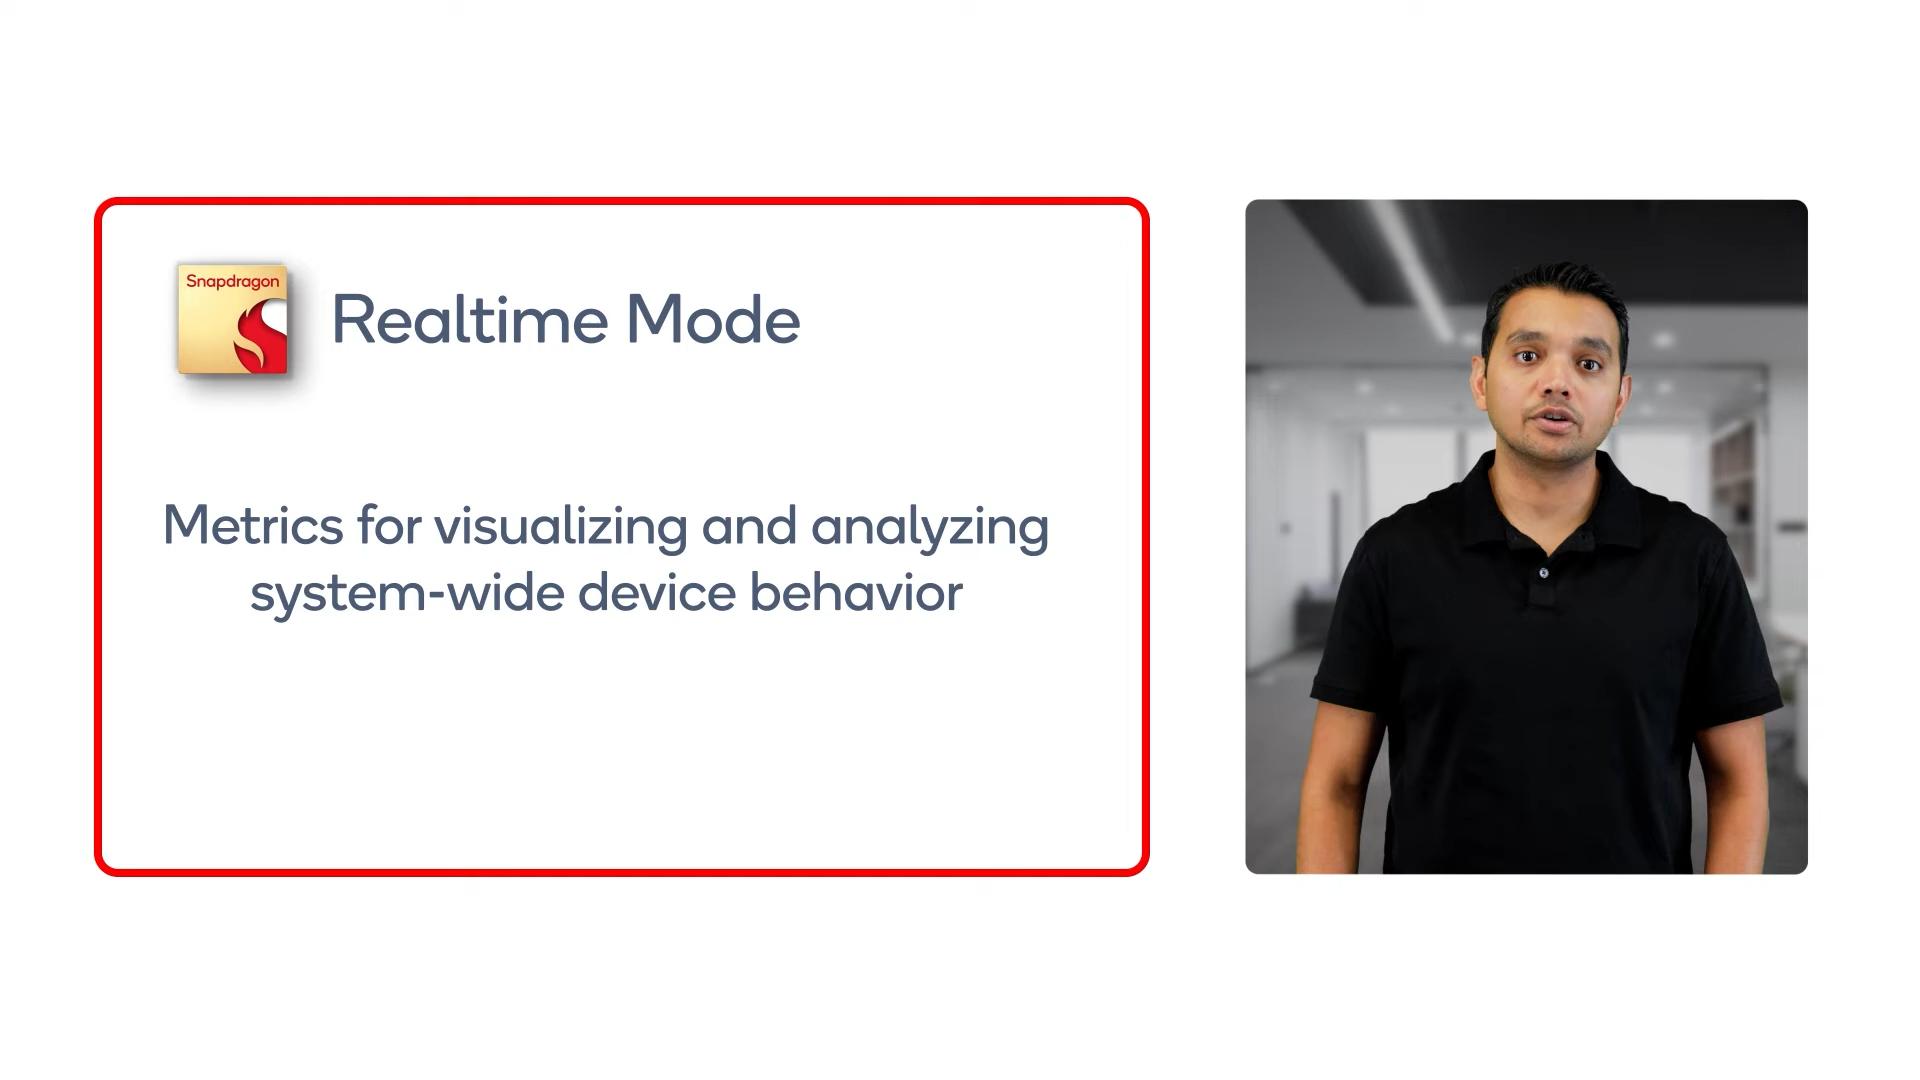 Snapdragon
Realtime Mode
Metrics for visualizing and analyzing
system-wide device behavior